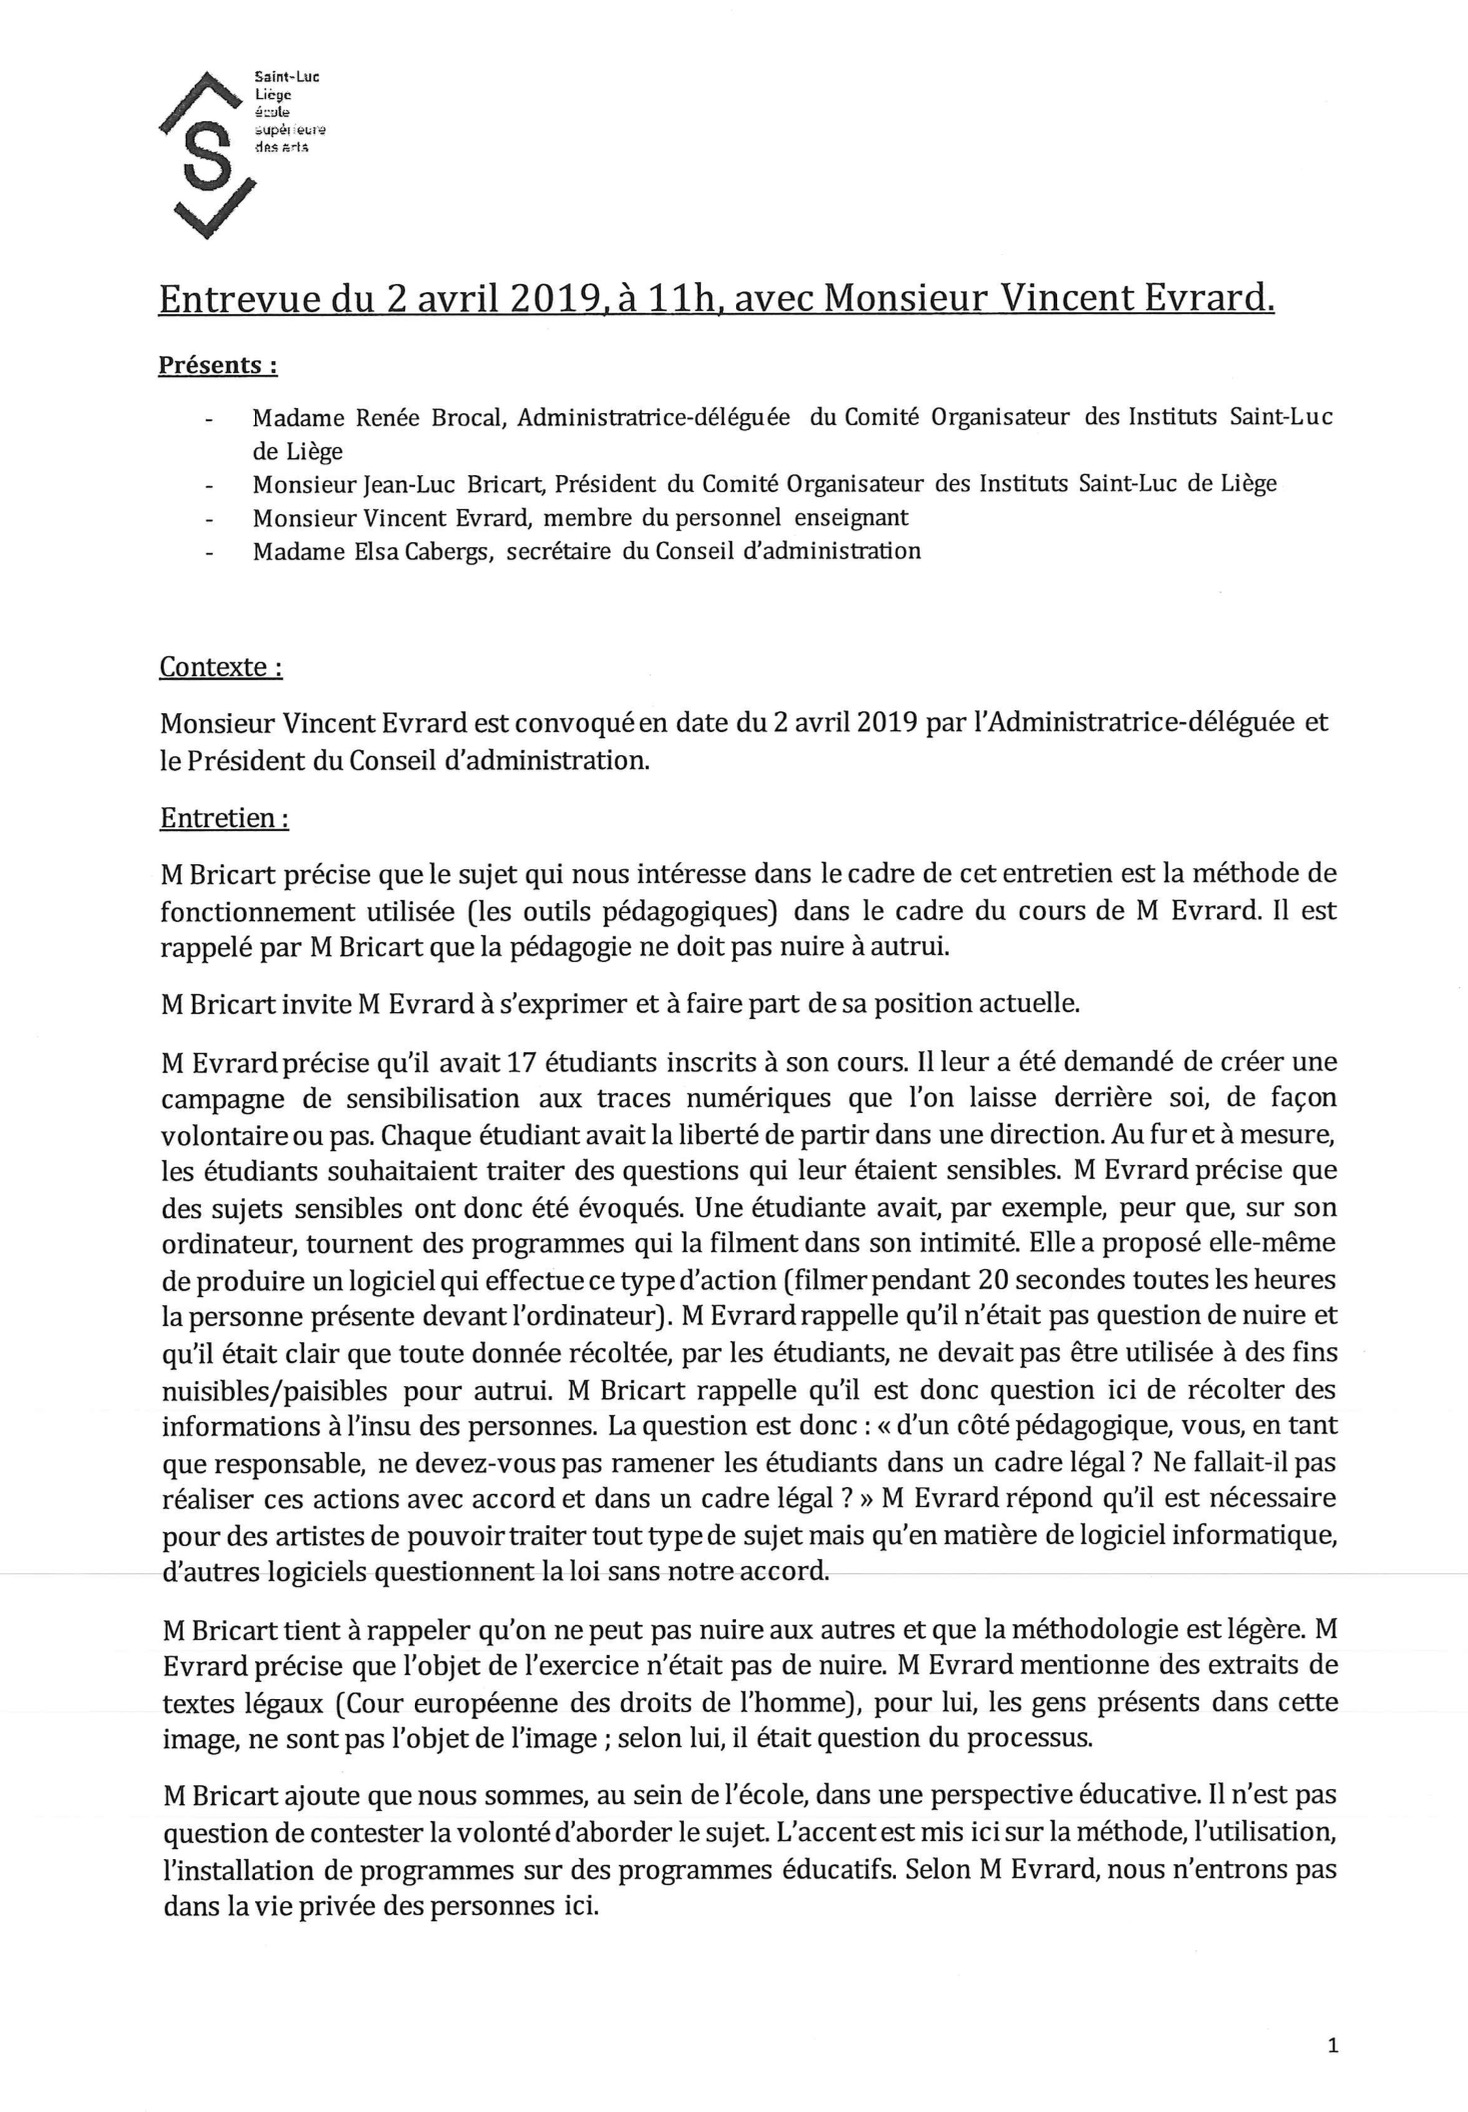 Saint-Luc
Liège
école
supérieure
des arts
S
Entrevue du 2 avril 2019, à 11h, avec Monsieur Vincent Evrard.
Présents :
- Madame Renée Brocal, Administratrice-déléguée du Comité Organisateur des Instituts Saint-Luc
de Liège
- Monsieur Jean-Luc Bricart, Président du Comité Organisateur des Instituts Saint-Luc de Liège
- Monsieur Vincent Evrard, membre du personnel enseignant
- Madame Elsa Cabergs, secrétaire du Conseil d’administration
Contexte :
Monsieur Vincent Evrard est convoqué en date du 2 avril 2019 par l’Administratrice-déléguée et
le Président du Conseil d’administration.
Entretien :
M Bricart précise que le sujet qui nous intéresse dans le cadre de cet entretien est la méthode de
fonctionnement utilisée (les outils pédagogiques) dans le cadre du cours de M Evrard. Il est
rappelé par M Bricart que la pédagogie ne doit pas nuire à autrui.
M Bricart invite M Evrard à s’exprimer et à faire part de sa position actuelle.
M Evrard précise qu’il avait 17 étudiants inscrits à son cours. Il leur a été demandé de créer une
campagne de sensibilisation aux traces numériques que l’on laisse derrière soi, de façon
volontaire ou pas. Chaque étudiant avait la liberté de partir dans une direction. Au fur et à mesure,
les étudiants souhaitaient traiter des questions qui leur étaient sensibles. M Evrard précise que
des sujets sensibles ont donc été évoqués. Une étudiante avait, par exemple, peur que, sur son
ordinateur, tournent des programmes qui la filment dans son intimité. Elle a proposé elle-même
de produire un logiciel qui effectue ce type d’action (filmer pendant 20 secondes toutes les heures
la personne présente devant l’ordinateur). M Evrard rappelle qu’il n’était pas question de nuire et
qu’il était clair que toute donnée récoltée, par les étudiants, ne devait pas être utilisée à des fins
nuisibles/paisibles pour autrui. M Bricart rappelle qu’il est donc question ici de récolter des
informations à l’insu des personnes. La question est donc : « d’un côté pédagogique, vous, en tant
que responsable, ne devez-vous pas ramener les étudiants dans un cadre légal ? Ne fallait-il pas
réaliser ces actions avec accord et dans un cadre légal ? » M Evrard répond qu’il est nécessaire
pour des artistes de pouvoir traiter tout type de sujet mais qu’en matière de logiciel informatique,
d’autres logiciels questionnent la loi sans notre accord.
M Bricart tient à rappeler qu’on ne peut pas nuire aux autres et que la méthodologie est légère. M
Evrard précise que l’objet de l’exercice n’était pas de nuire. M Evrard mentionne des extraits de
textes légaux (Cour européenne des droits de l’homme), pour lui, les gens présents dans cette
image, ne sont pas l’objet de l’image ; selon lui, il était question du processus.
M Bricart ajoute que nous sommes, au sein de l’école, dans une perspective éducative. Il n’est pas
question de contester la volonté d’aborder le sujet. L’accent est mis ici sur la méthode, l’utilisation,
l’installation de programmes sur des programmes éducatifs. Selon M Evrard, nous n’entrons pas
dans la vie privée des personnes ici.
1